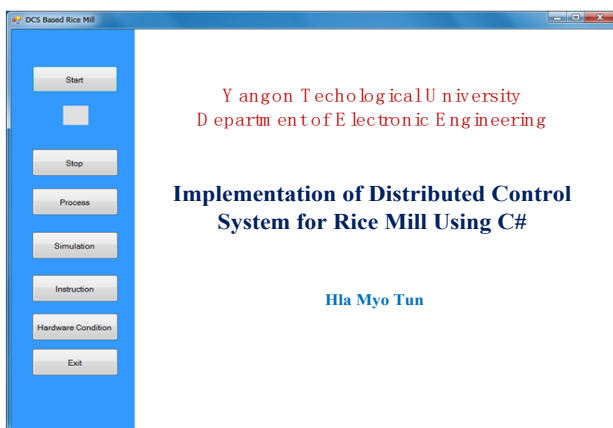 DCS Based Rice Mill
Start
Stop
Process
Simulation
Instruction
Hardware Condition
Exit
Yangon Techological University
Department of Electronic Engineering
Implementation of Distributed Control
System for Rice Mill Using C#
Hla Myo Tun